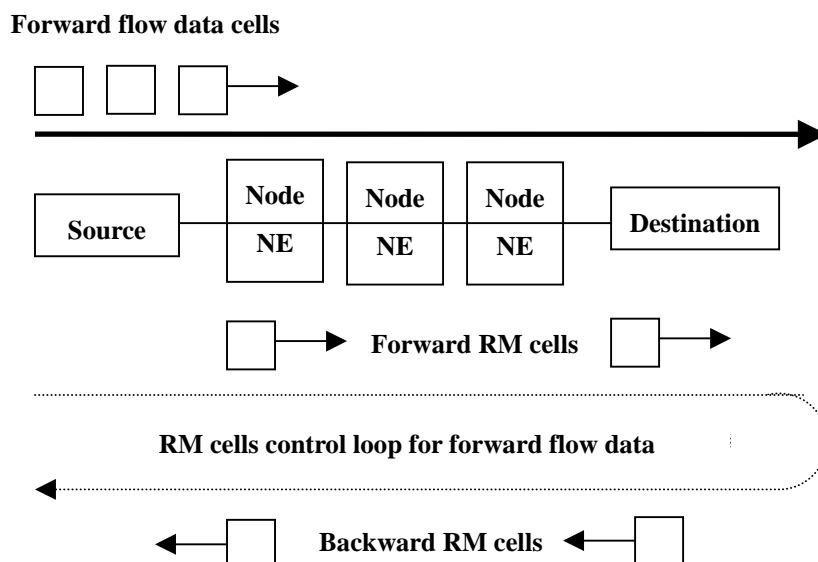 Forward flow data cells
Node
Node
Node
Source
Destination
NE
NE
NE
Forward RM cells
RM cells control loop for forward flow data
Backward RM cells